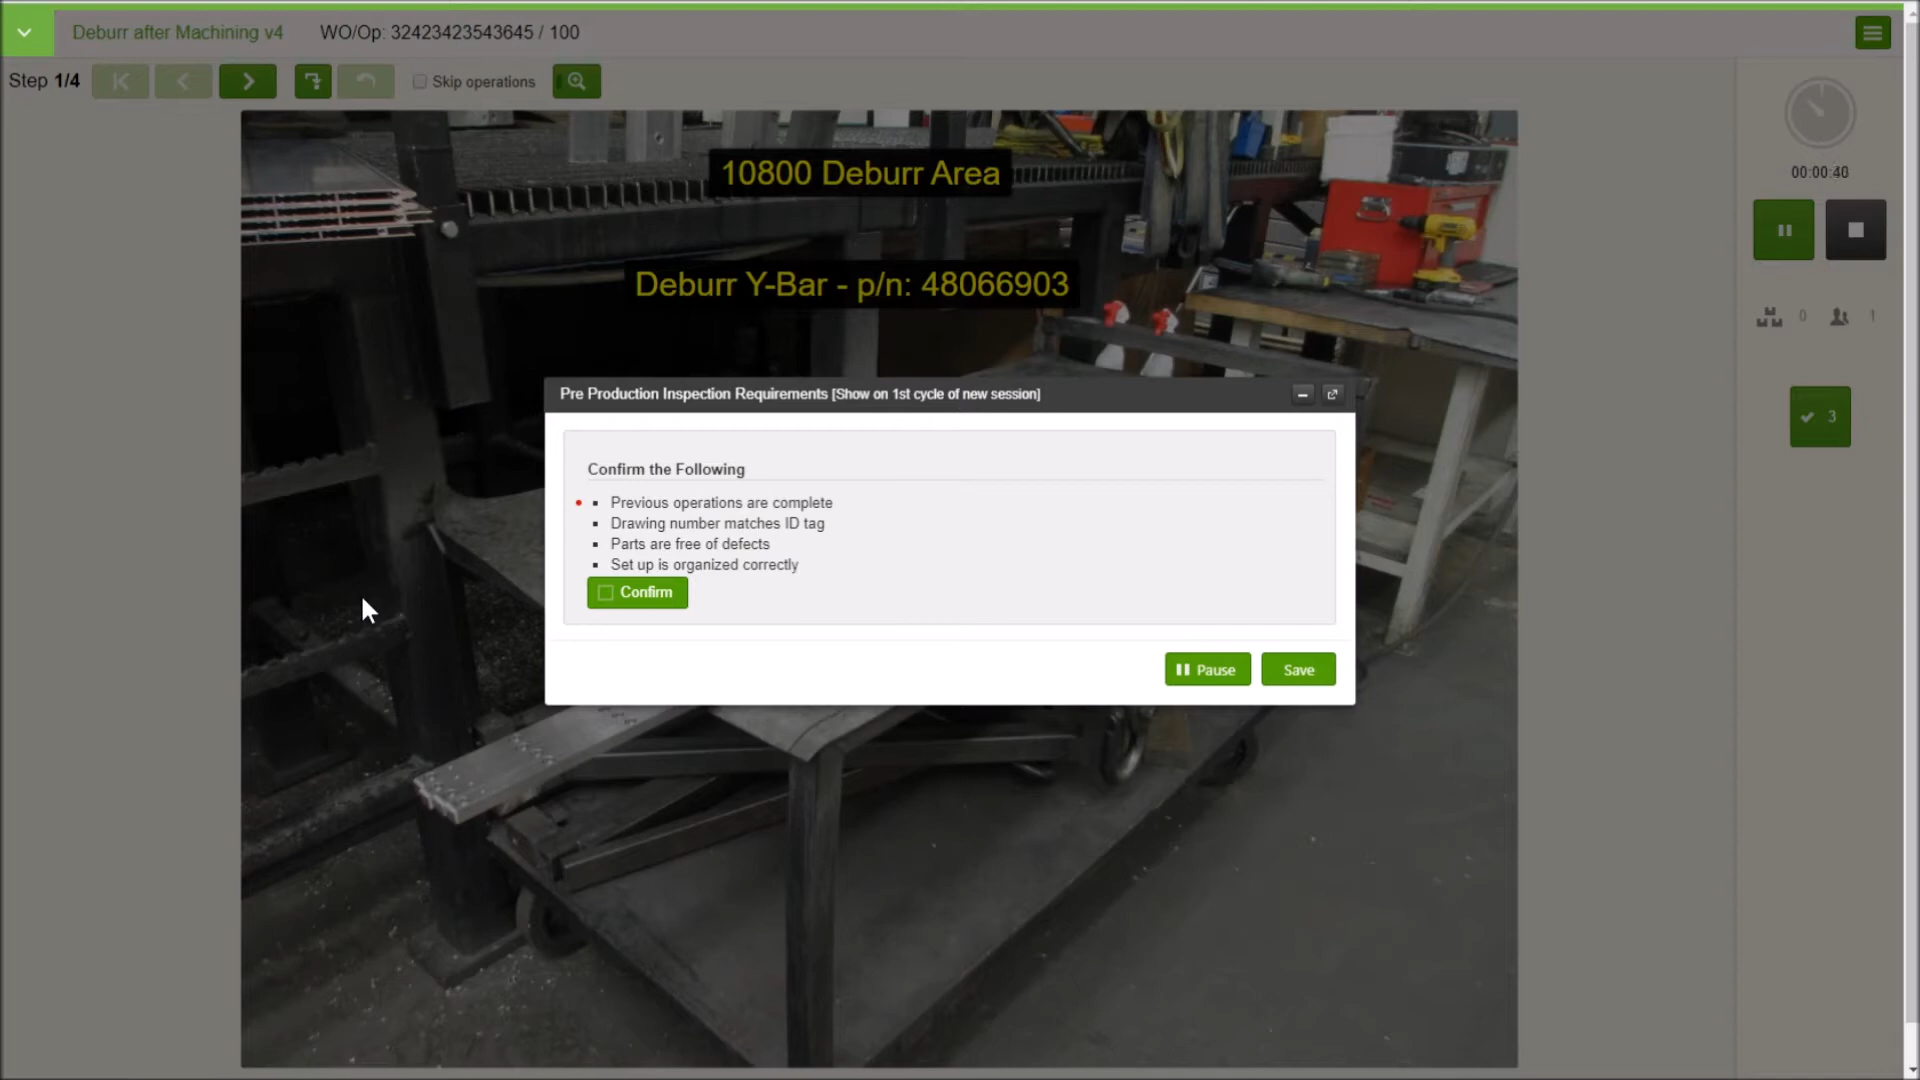 Deburr after Machining v4 WO/Op: 32423423543645 / 100
Step 1/4 Skip operations
00:00:40
10800 Deburr Area
Deburr Y-Bar - p/n: 48066903
0 1
3
Pre Production Inspection Requirements [Show on 1st cycle of new session]
Confirm the Following
Previous operations are complete
Drawing number matches ID tag
Parts are free of defects
Set up is organized correctly
Confirm
Pause Save